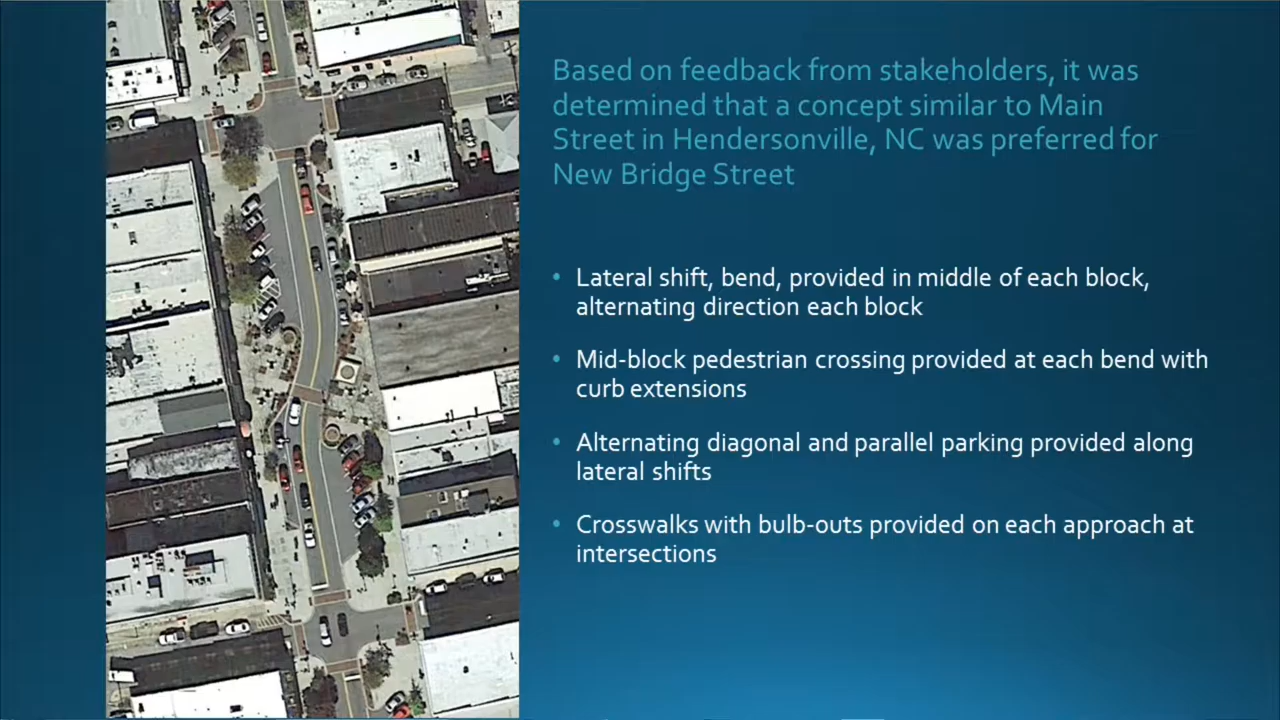 Based on feedback from stakeholders, it was
determined that a concept similar to Main
Street in Hendersonville, NC was preferred for
New Bridge Street
• Lateral shift, bend, provided in middle of each block,
alternating direction each block
• Mid-block pedestrian crossing provided at each bend with
curb extensions
• Alternating diagonal and parallel parking provided along
lateral shifts
• Crosswalks with bulb-outs provided on each approach at
intersections